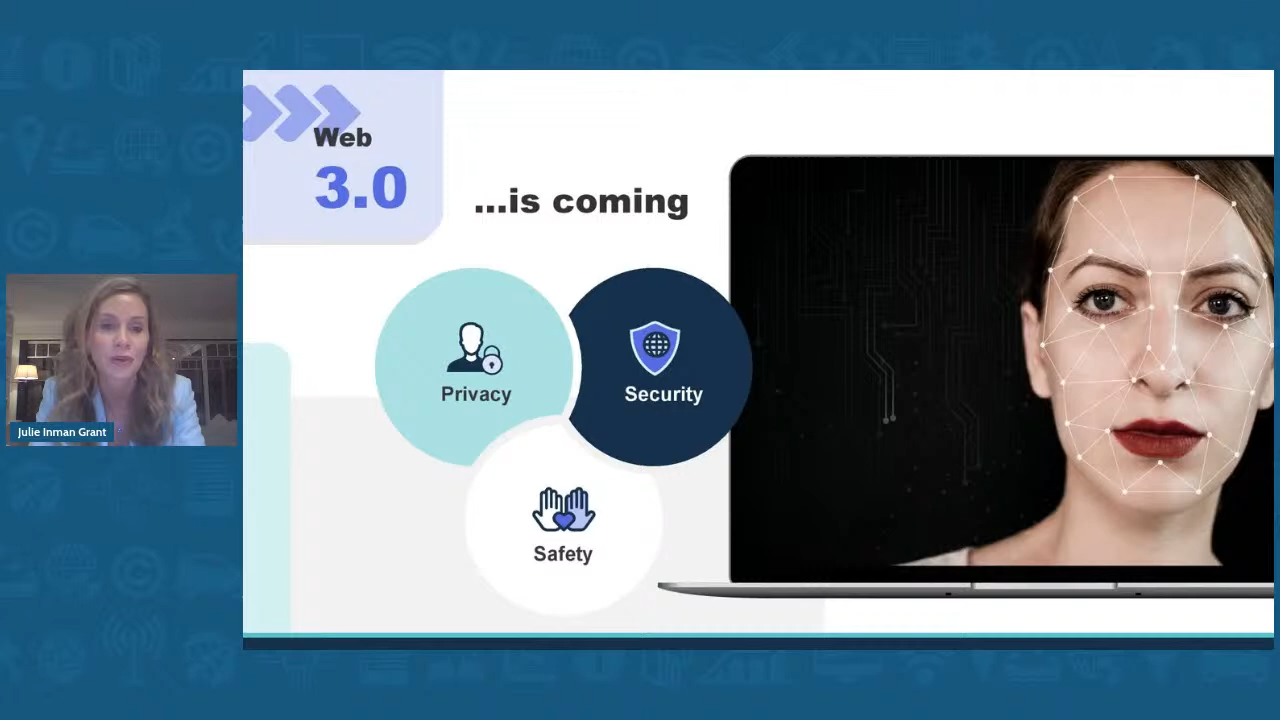 Web
3.0
...is coming
Privacy
Security
Safety
Julie Inman Grant